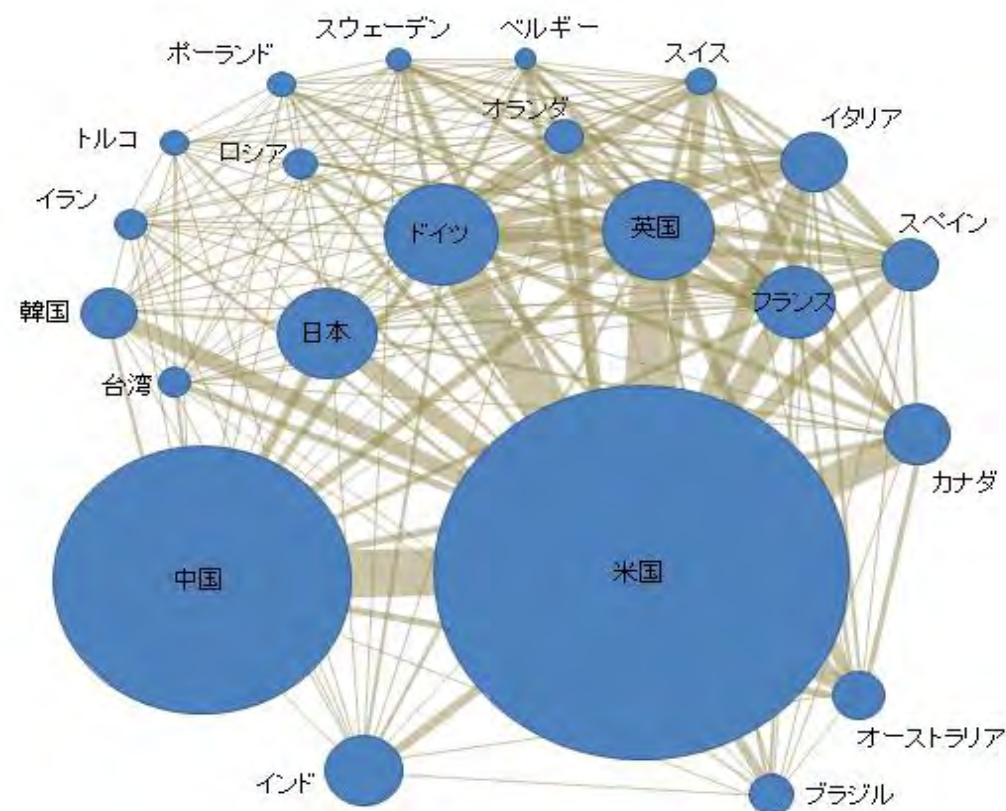 スウェーデン
ベルギー
ポーランド
スイス
オランダ
イタリア
トルコ
ロシア
イラン
ドイツ
英国
スペイン
韓国
日本
フランス
台湾
カナダ
中国
米国
オーストラリア
インド
ブラジル